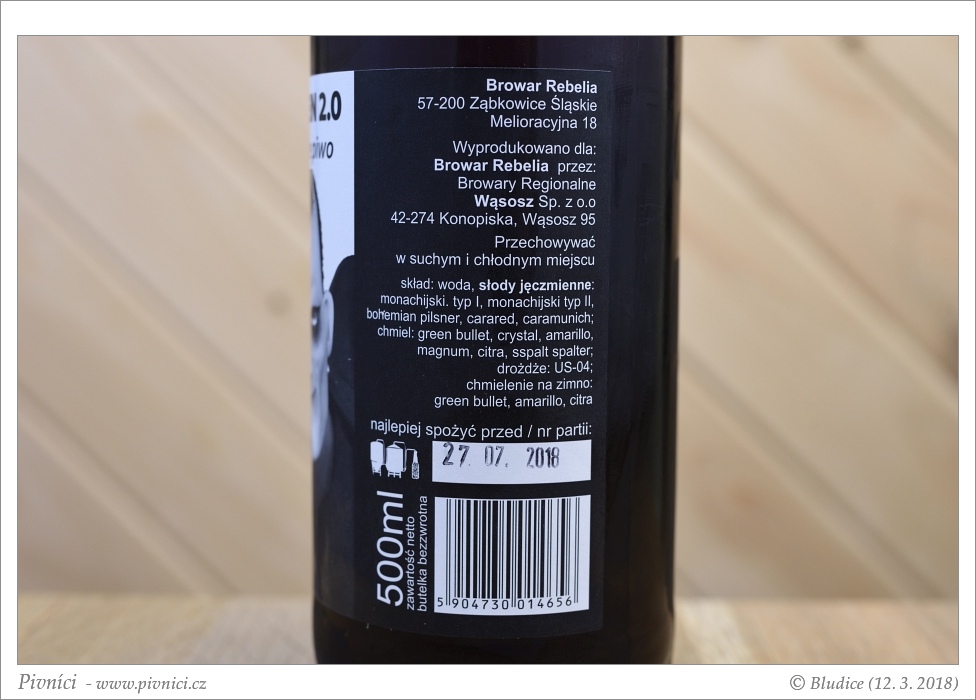 N 2.0
piwo
Browar Rebelia
57-200 Ząbkowice Śląskie
Melioracyjna 18
Wyprodukowano dla:
Browar Rebelia przez:
Browary Regionalne
Wąsosz Sp. z o.o
42-274 Konopiska, Wąsosz 95
Przechowywać
w suchym i chłodnym miejscu
skład: woda, słody jęczmienne:
monachijski. typ I, monachijski typ II,
bohemian pilsner, carared, caramunich;
chmiel: green bullet, crystal, amarillo,
magnum, citra, sspalt spalter;
drożdże: US-04;
chmielenie na zimno:
green bullet, amarillo, citra
najlepiej spożyć przed / nr partii:
27. 07. 2018
500ml
zawartość netto
butelka bezzwrotna
5 904730 014656
Pivníci - www.pivnici.cz
© Bludice (12. 3. 2018)